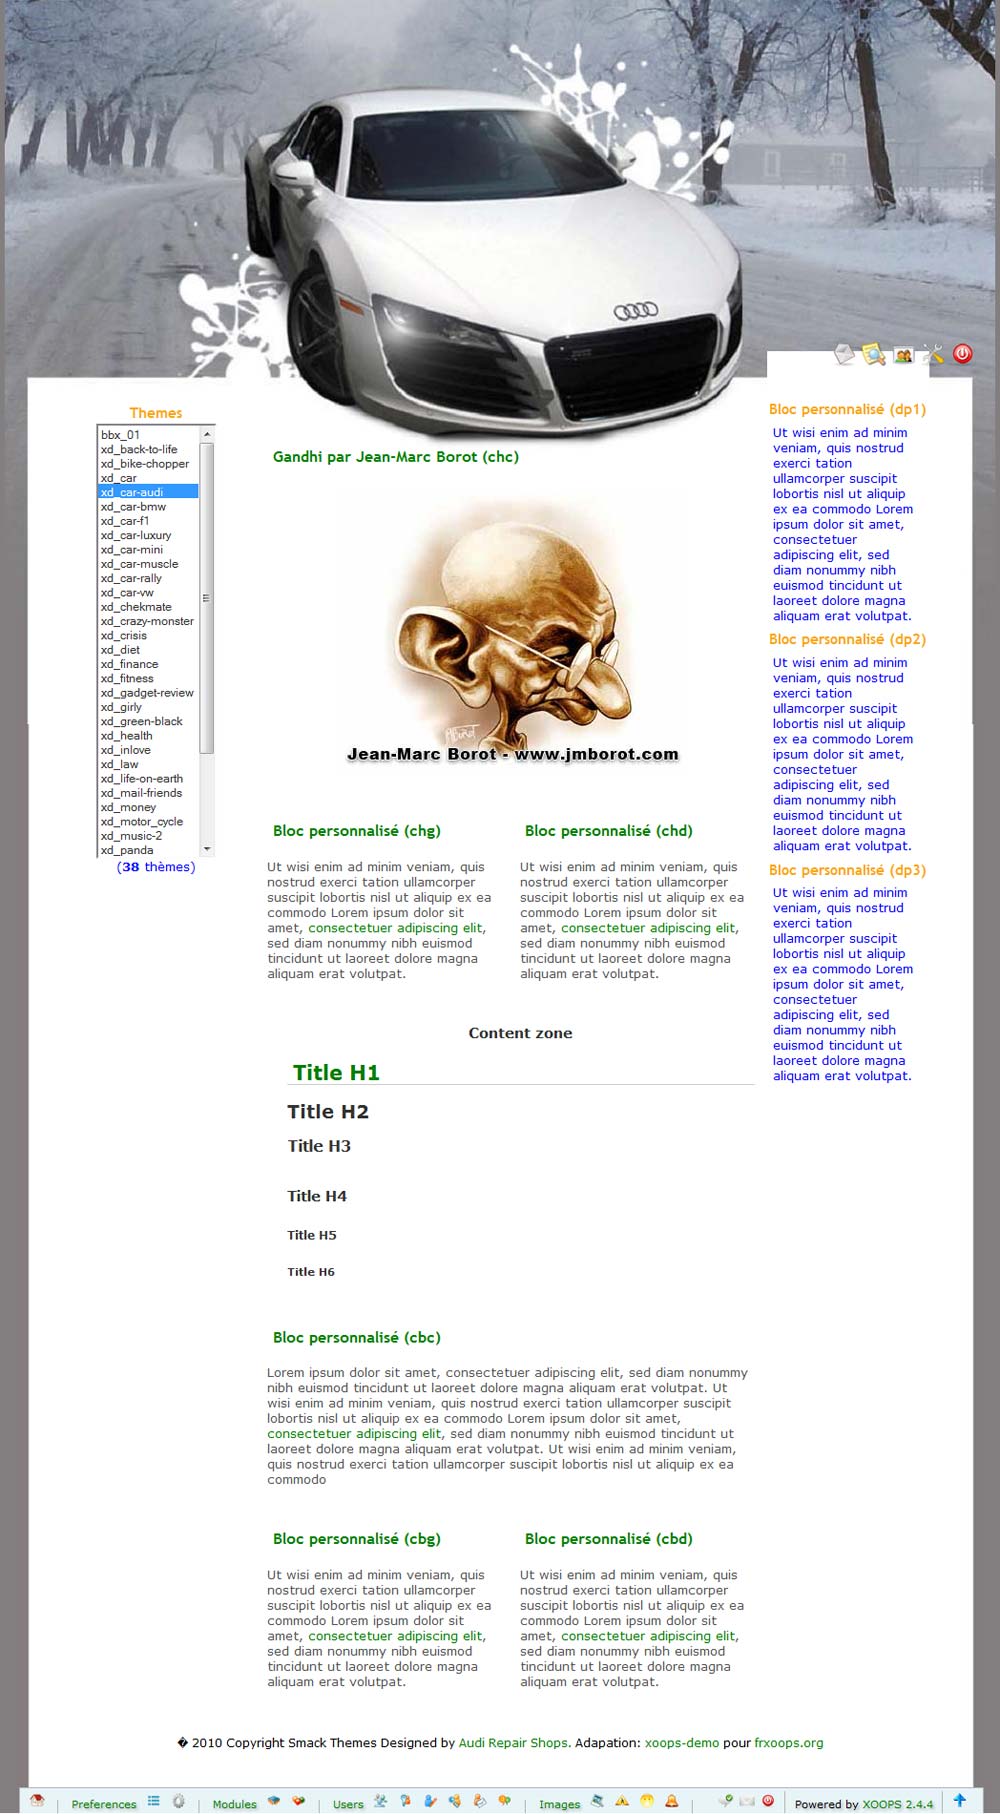 Themes
bbx_01
xd_back-to-life
xd_bike-chopper
xd_car
xd_car-audi
xd_car-bmw
xd_car-f1
xd_car-luxury
xd_car-mini
xd_car-muscle
xd_car-rally
xd_car-vw
xd_chekmate
xd_crazy-monster
xd_crisis
xd_diet
xd_finance
xd_fitness
xd_gadget-review
xd_girly
xd_green-black
xd_health
xd_inlove
xd_law
xd_life-on-earth
xd_mail-friends
xd_money
xd_motor_cycle
xd_music-2
xd_panda
(38 thèmes)
Gandhi par Jean-Marc Borot (chc)
Jean-Marc Borot - www.jmborot.com
Bloc personnalisé (chg)
Ut wisi enim ad minim veniam, quis
nostrud exerci tation ullamcorper
suscipit lobortis nisl ut aliquip ex ea
commodo Lorem ipsum dolor sit
amet, consectetuer adipiscing elit,
sed diam nonummy nibh euismod
tincidunt ut laoreet dolore magna
aliquam erat volutpat.
Bloc personnalisé (chd)
Ut wisi enim ad minim veniam, quis
nostrud exerci tation ullamcorper
suscipit lobortis nisl ut aliquip ex ea
commodo Lorem ipsum dolor sit
amet, consectetuer adipiscing elit,
sed diam nonummy nibh euismod
tincidunt ut laoreet dolore magna
aliquam erat volutpat.
Content zone
Title H1
Title H2
Title H3
Title H4
Title H5
Title H6
Bloc personnalisé (cbc)
Lorem ipsum dolor sit amet, consectetuer adipiscing elit, sed diam nonummy
nibh euismod tincidunt ut laoreet dolore magna aliquam erat volutpat. Ut
wisi enim ad minim veniam, quis nostrud exerci tation ullamcorper suscipit
lobortis nisl ut aliquip ex ea commodo Lorem ipsum dolor sit amet,
consectetuer adipiscing elit, sed diam nonummy nibh euismod tincidunt ut
laoreet dolore magna aliquam erat volutpat. Ut wisi enim ad minim veniam,
quis nostrud exerci tation ullamcorper suscipit lobortis nisl ut aliquip ex ea
commodo
Bloc personnalisé (cbg)
Ut wisi enim ad minim veniam, quis
nostrud exerci tation ullamcorper
suscipit lobortis nisl ut aliquip ex ea
commodo Lorem ipsum dolor sit
amet, consectetuer adipiscing elit,
sed diam nonummy nibh euismod
tincidunt ut laoreet dolore magna
aliquam erat volutpat.
Bloc personnalisé (cbd)
Ut wisi enim ad minim veniam, quis
nostrud exerci tation ullamcorper
suscipit lobortis nisl ut aliquip ex ea
commodo Lorem ipsum dolor sit
amet, consectetuer adipiscing elit,
sed diam nonummy nibh euismod
tincidunt ut laoreet dolore magna
aliquam erat volutpat.
Bloc personnalisé (dp1)
Ut wisi enim ad minim
veniam, quis nostrud
exerci tation
ullamcorper suscipit
lobortis nisl ut aliquip
ex ea commodo Lorem
ipsum dolor sit amet,
consectetuer
adipiscing elit, sed
diam nonummy nibh
euismod tincidunt ut
laoreet dolore magna
aliquam erat volutpat.
Bloc personnalisé (dp2)
Ut wisi enim ad minim
veniam, quis nostrud
exerci tation
ullamcorper suscipit
lobortis nisl ut aliquip
ex ea commodo Lorem
ipsum dolor sit amet,
consectetuer
adipiscing elit, sed
diam nonummy nibh
euismod tincidunt ut
laoreet dolore magna
aliquam erat volutpat.
Bloc personnalisé (dp3)
Ut wisi enim ad minim
veniam, quis nostrud
exerci tation
ullamcorper suscipit
lobortis nisl ut aliquip
ex ea commodo Lorem
ipsum dolor sit amet,
consectetuer
adipiscing elit, sed
diam nonummy nibh
euismod tincidunt ut
laoreet dolore magna
aliquam erat volutpat.
� 2010 Copyright Smack Themes Designed by Audi Repair Shops. Adapation: xoops-demo pour frxoops.org
Preferences Modules Users Images Powered by XOOPS 2.4.4